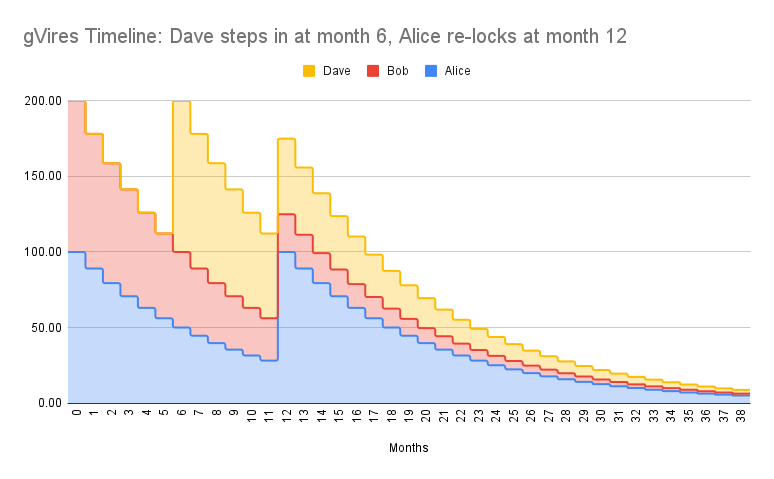 gVires Timeline: Dave steps in at month 6, Alice re-locks at month 12
Dave Bob Alice
200.00
150.00
100.00
50.00
0.00
0 1 2 3 4 5 6 7 8 9 10 11 12 13 14 15 16 17 18 19 20 21 22 23 24 25 26 27 28 29 30 31 32 33 34 35 36 37 38
Months